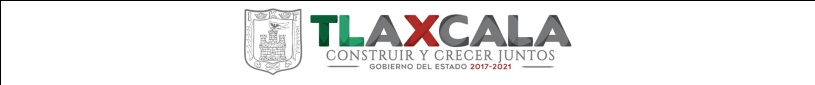 TLAXCALA
CONSTRUIR Y CRECER JUNTOS
GOBIERNO DEL ESTADO 2017-2021